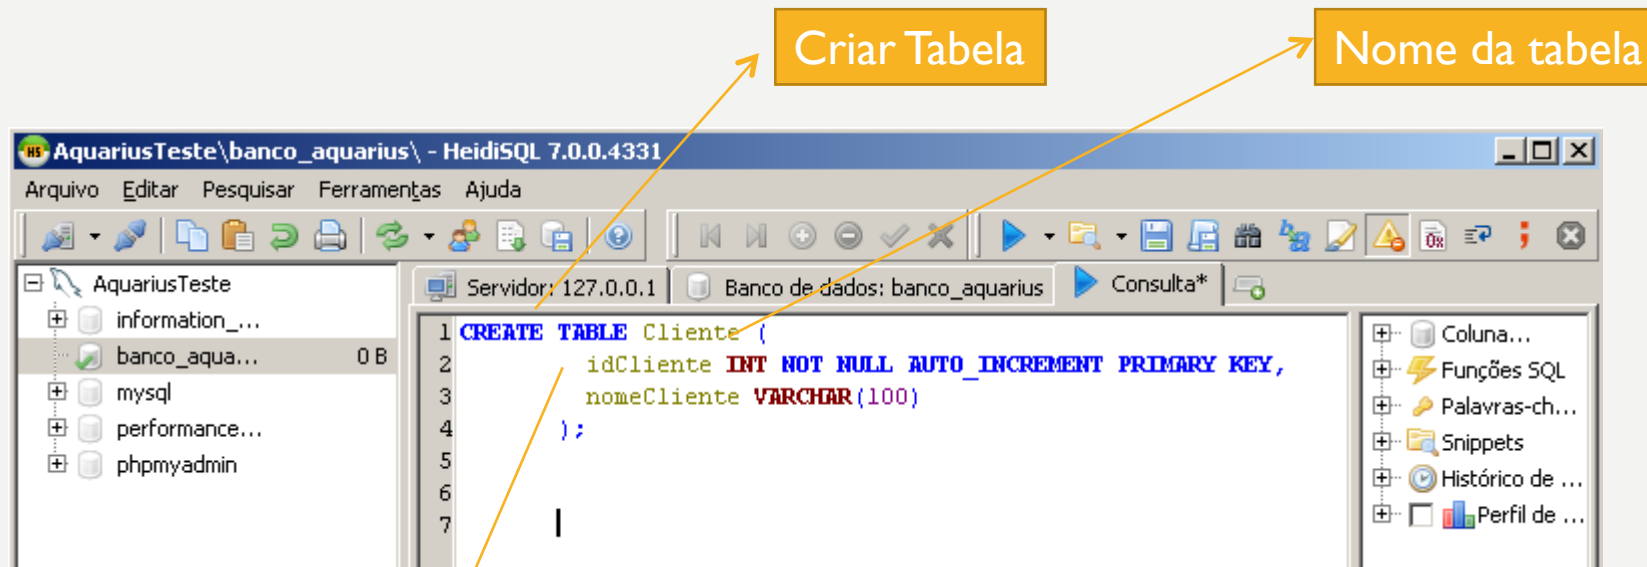 Criar Tabela
Nome da tabela
HS AquariusTeste\banco_aquarius\ - HeidiSQL 7.0.0.4331
Arquivo Editar Pesquisar Ferramentas Ajuda
AquariusTeste
information_...
banco_aqua... 0 B
mysql
performance...
phpmyadmin
Servidor: 127.0.0.1
Banco de dados: banco_aquarius
Consulta*
1 CREATE TABLE Cliente (
2 idCliente INT NOT NULL AUTO_INCREMENT PRIMARY KEY,
3 nomeCliente VARCHAR(100)
4 );
5
6
7
Coluna...
Funções SQL
Palavras-ch...
Snippets
Histórico de ...
Perfil de ...